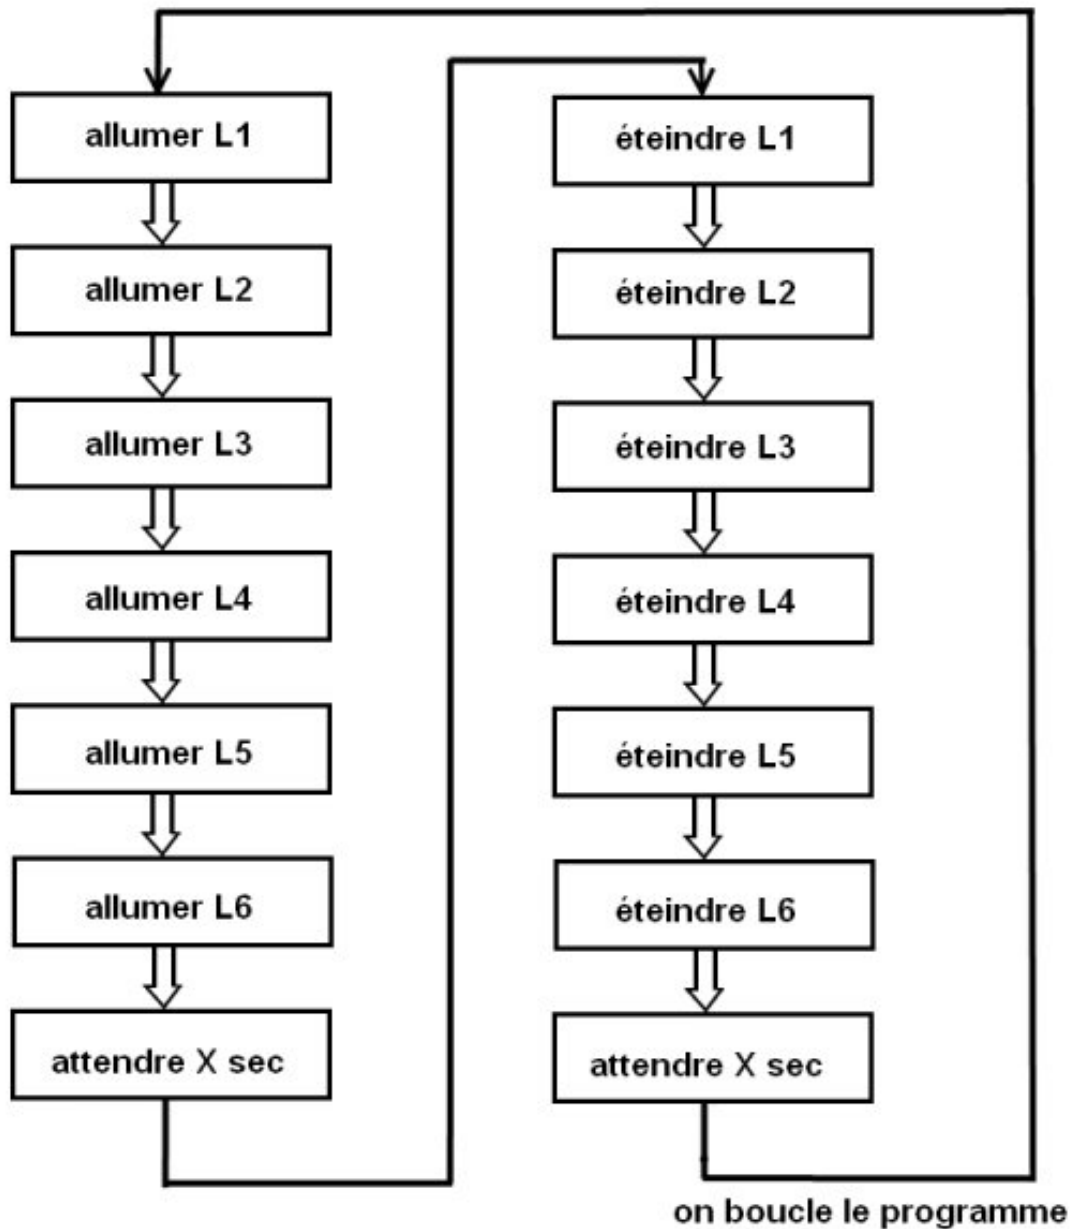 allumer L1
allumer L2
allumer L3
allumer L4
allumer L5
allumer L6
attendre X sec
éteindre L1
éteindre L2
éteindre L3
éteindre L4
éteindre L5
éteindre L6
attendre X sec
on boucle le programme